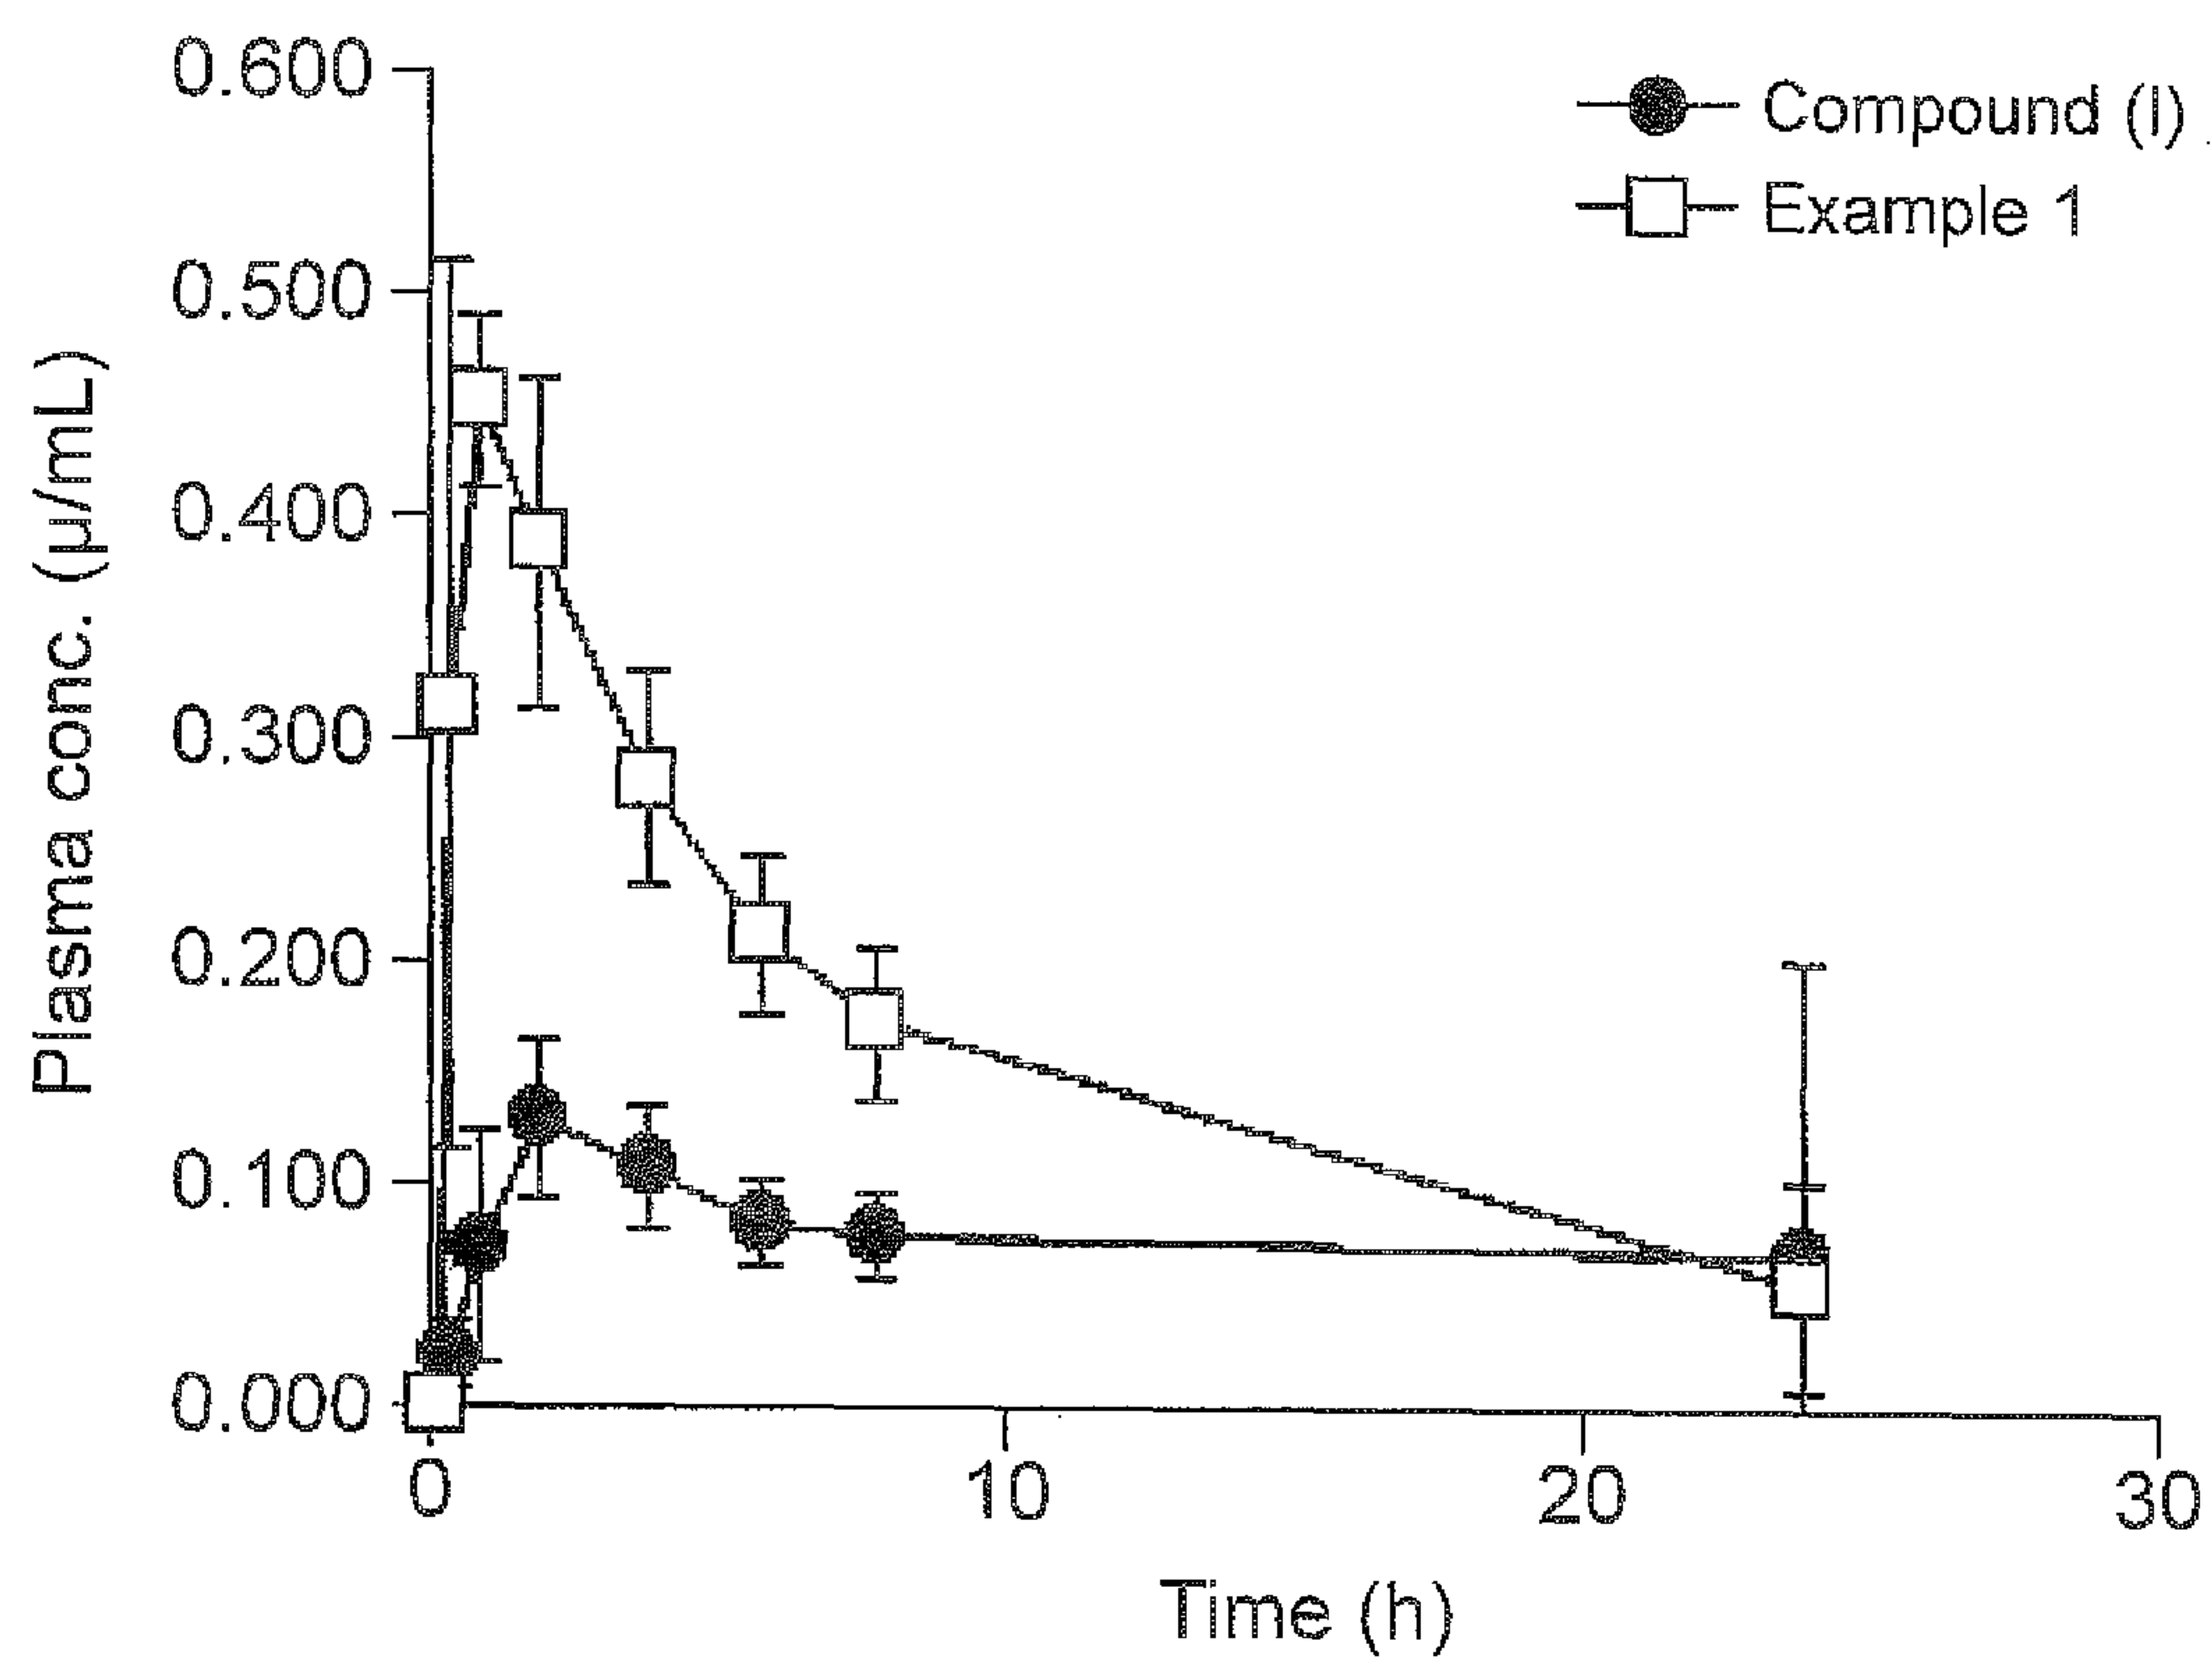 Compound (I)
Example 1
Plasma conc. (µ/mL)
0.600
0.500
0.400
0.300
0.200
0.100
0.000
0
10
20
30
Time (h)